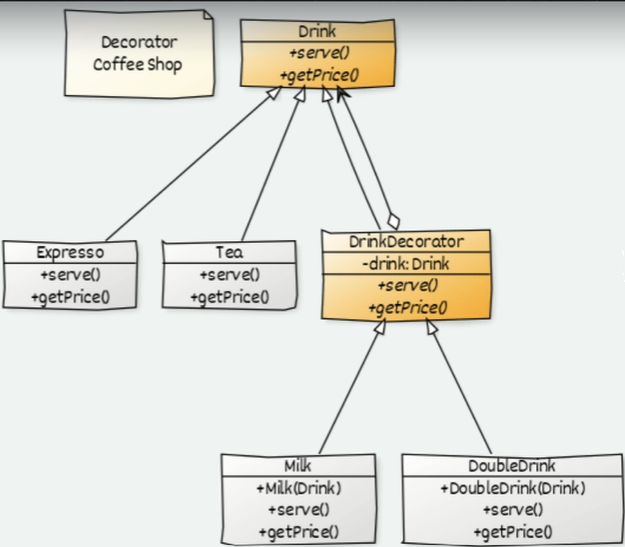 Decorator
Coffee Shop
Drink
+serve()
+getPrice()
Expresso
+serve()
+getPrice()
Tea
+serve()
+getPrice()
DrinkDecorator
-drink: Drink
+serve()
+getPrice()
Milk
+Milk(Drink)
+serve()
+getPrice()
DoubleDrink
+DoubleDrink(Drink)
+serve()
+getPrice()